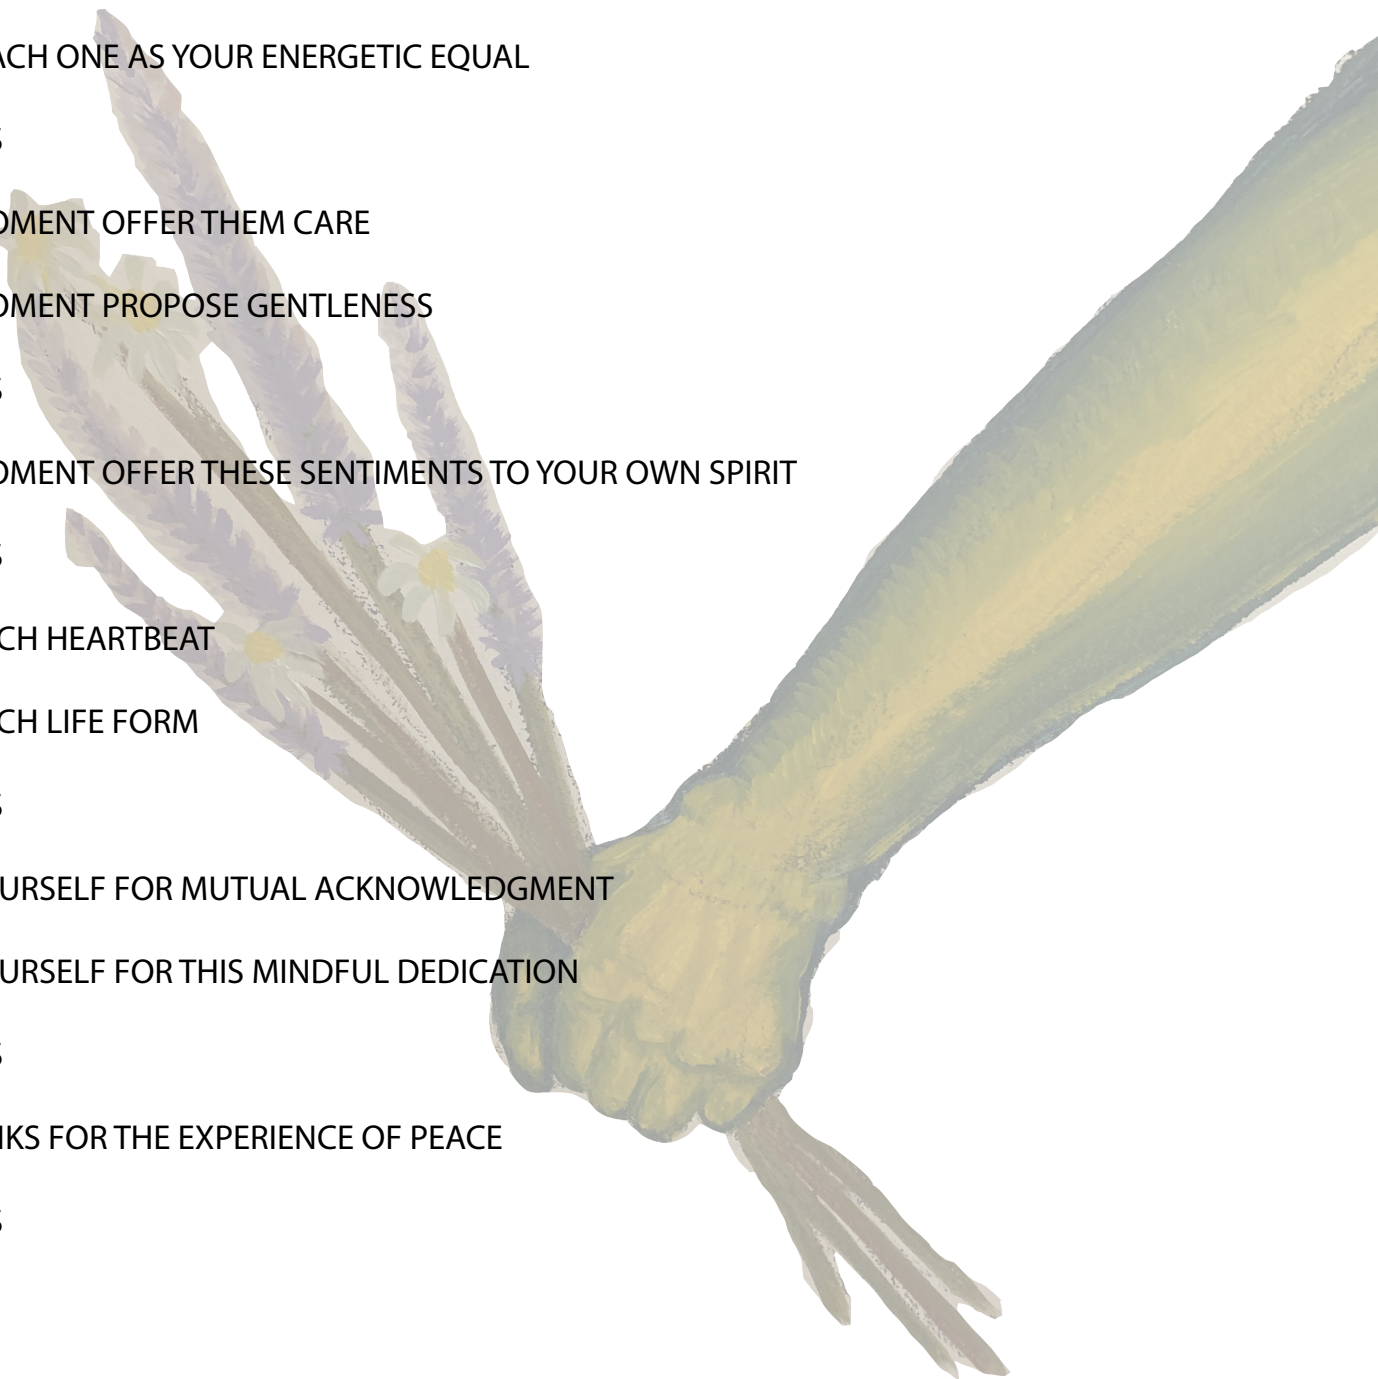 ACH ONE AS YOUR ENERGETIC EQUAL
S
OMENT OFFER THEM CARE
OMENT PROPOSE GENTLENESS
S
OMENT OFFER THESE SENTIMENTS TO YOUR OWN SPIRIT
S
CH HEARTBEAT
CH LIFE FORM
S
URSELF FOR MUTUAL ACKNOWLEDGMENT
URSELF FOR THIS MINDFUL DEDICATION
S
NKS FOR THE EXPERIENCE OF PEACE
S